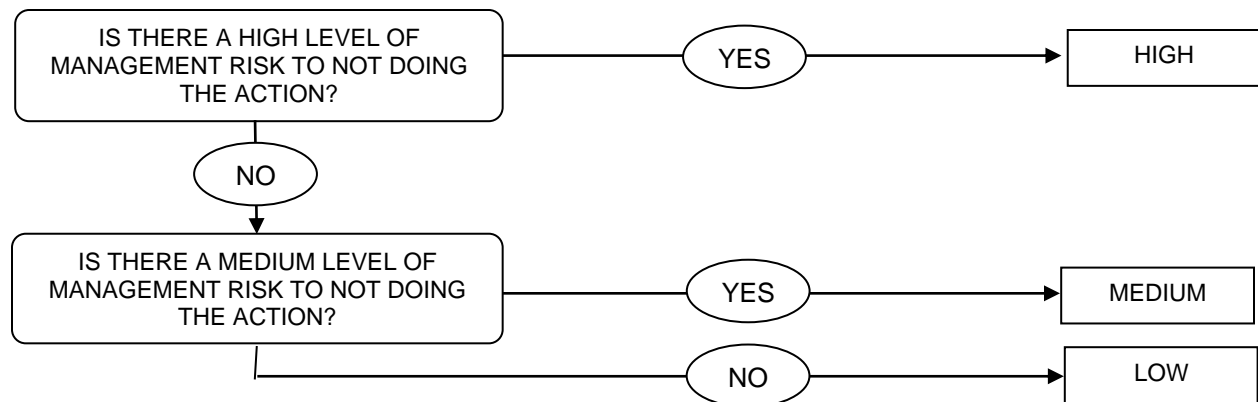 IS THERE A HIGH LEVEL OF
MANAGEMENT RISK TO NOT DOING
THE ACTION?
YES
HIGH
NO
IS THERE A MEDIUM LEVEL OF
MANAGEMENT RISK TO NOT DOING
THE ACTION?
YES
MEDIUM
NO
LOW